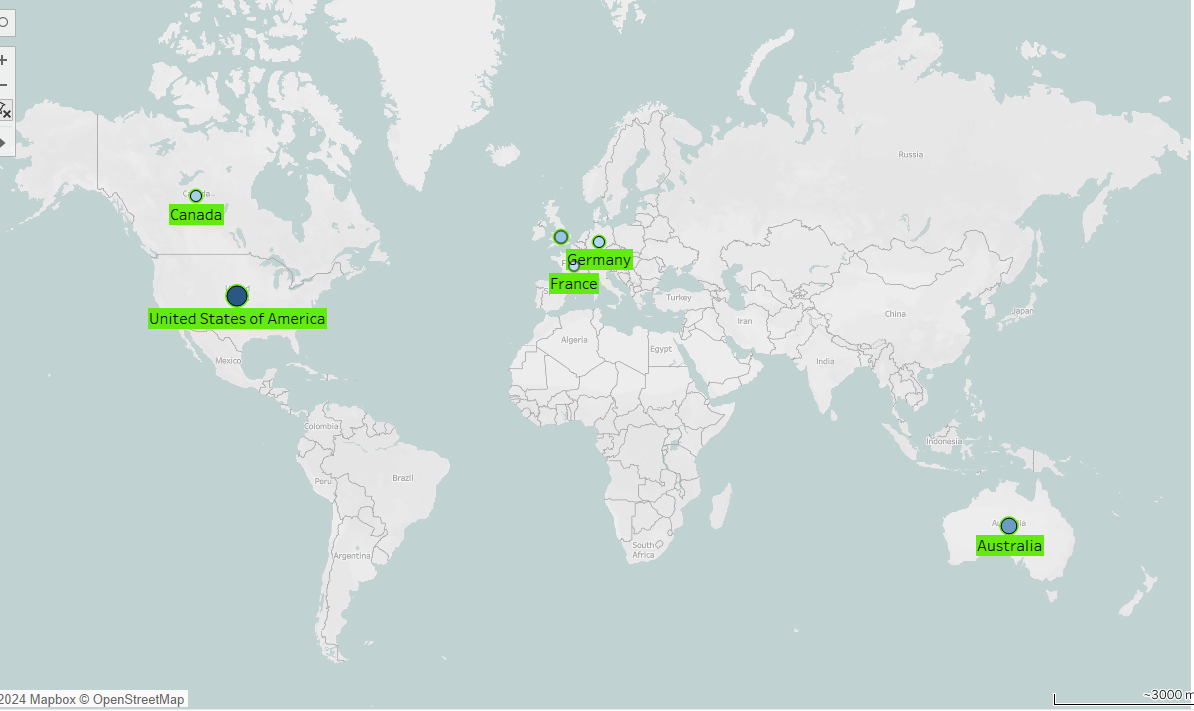 Russia
Canada
Germany
France
United States of America
Turkey
China
Japan
Iran
Algeria
Egypt
India
Mexico
Colombia
Indonesia
Peru
Brazil
Australia
South
Africa
Argentina
2024 Mapbox © OpenStreetMap
~3000 m